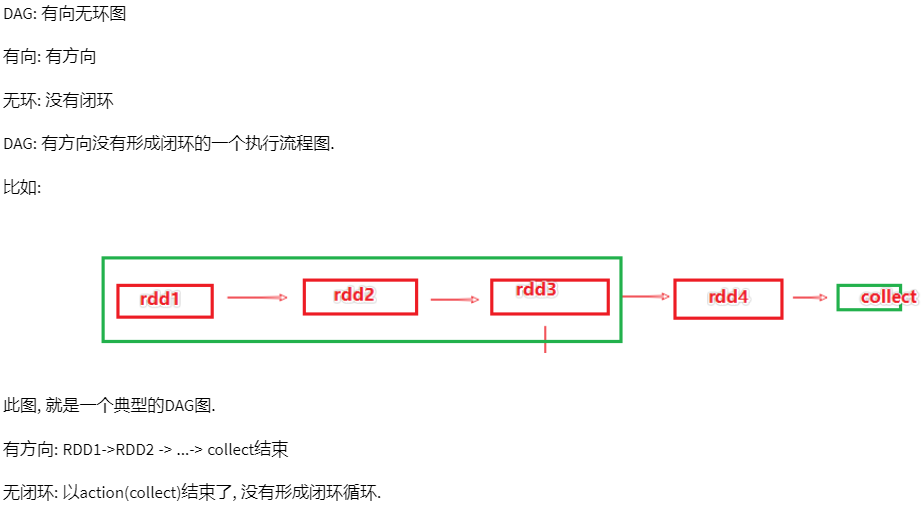 DAG: 有向无环图
有向: 有方向
无环: 没有闭环
DAG: 有方向没有形成闭环的一个执行流程图.
比如:
rdd1 rdd2 rdd3 rdd4 collect
此图, 就是一个典型的DAG图.
有方向: RDD1->RDD2 -> ...-> collect结束
无闭环: 以action(collect)结束了, 没有形成闭环循环.